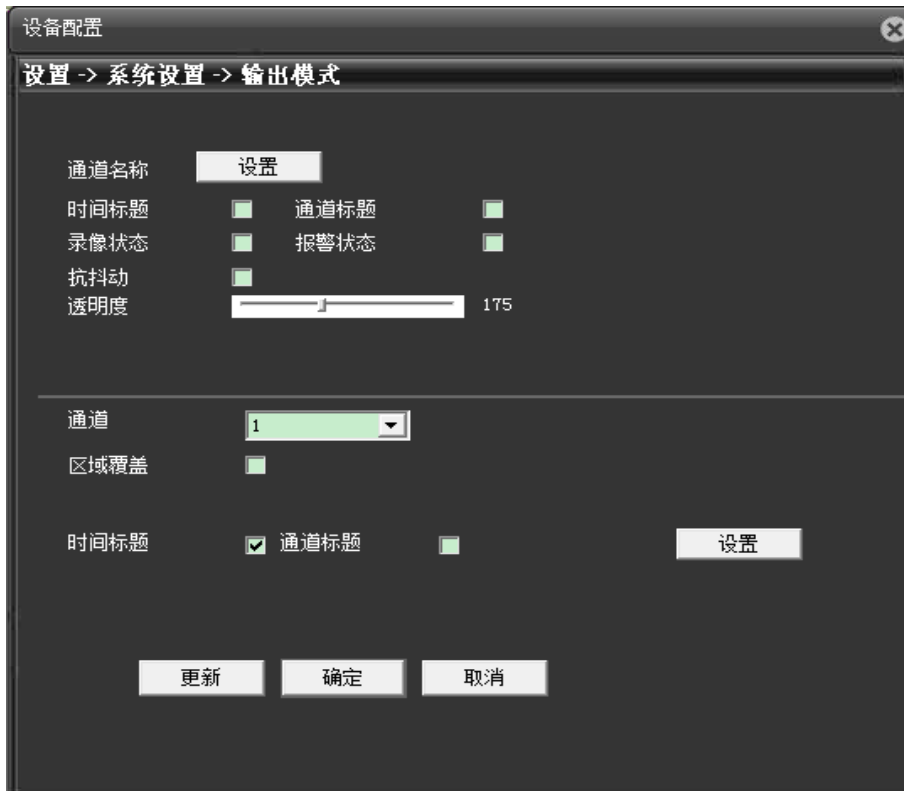 设备配置
设置 -> 系统设置 -> 输出模式
通道名称 设置
时间标题 通道标题
录像状态 报警状态
抗抖动
透明度 175
通道 1
区域覆盖
时间标题 通道标题 设置
更新 确定 取消